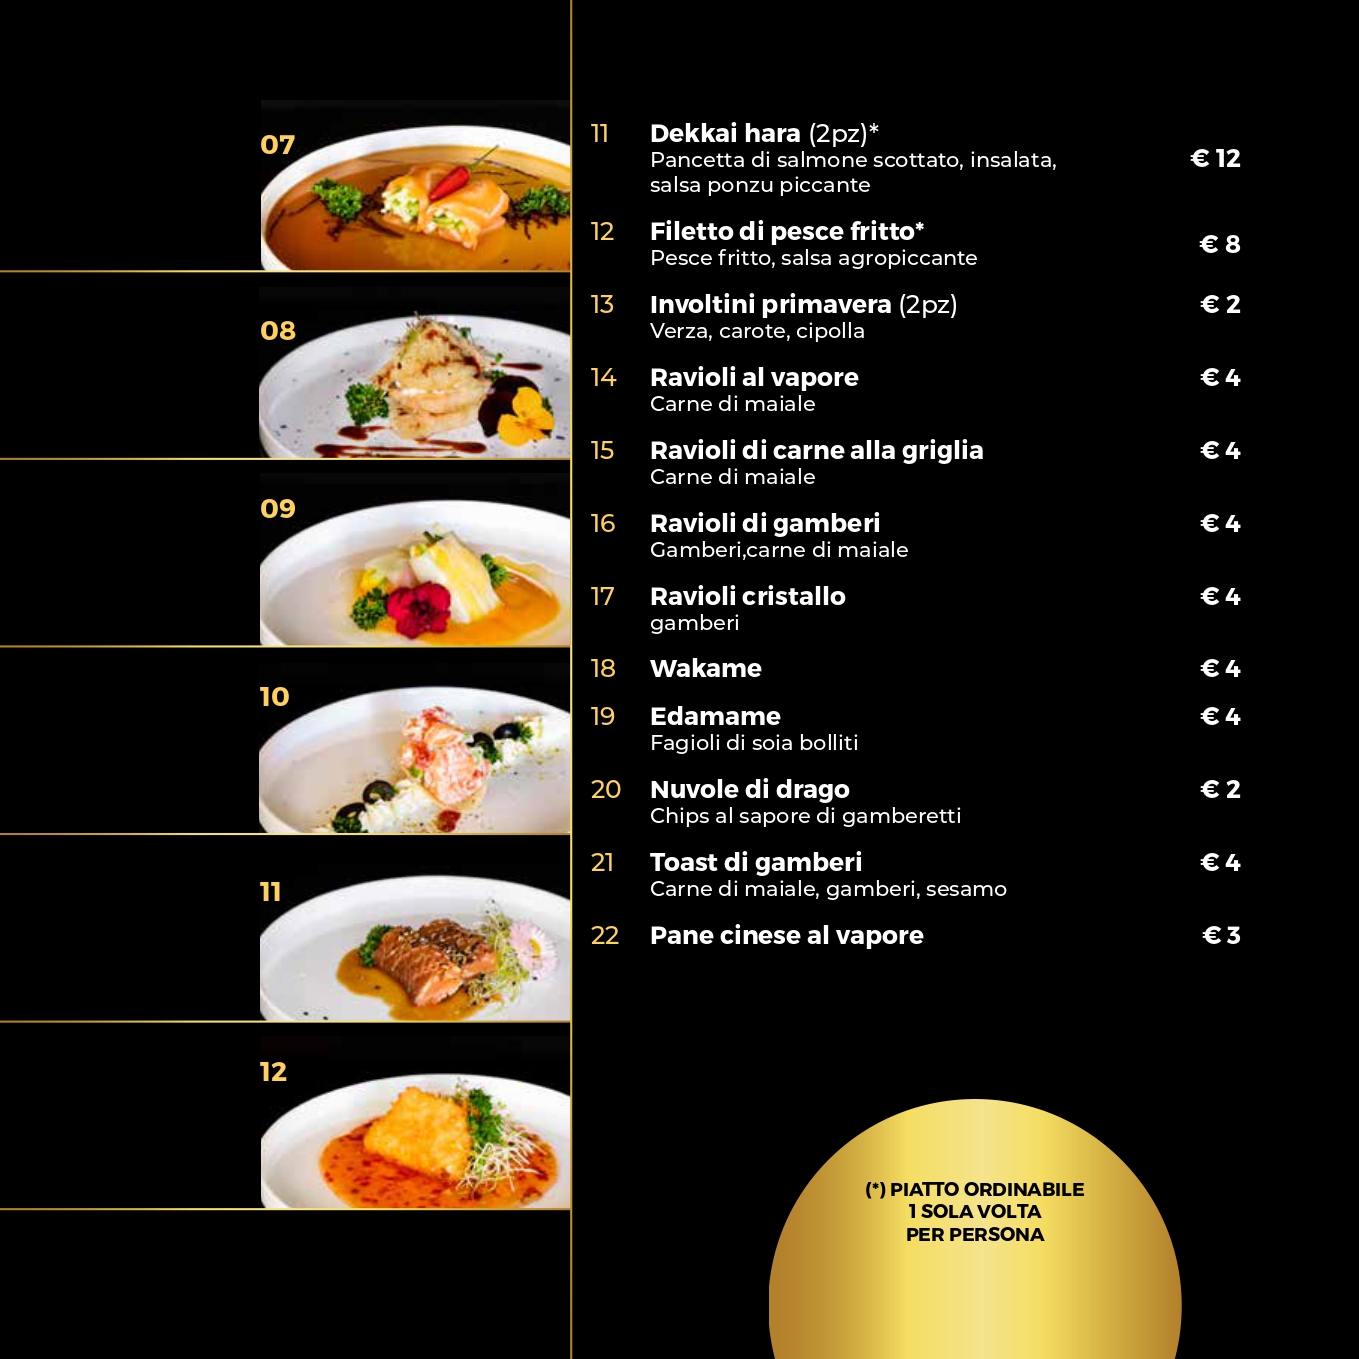 07
08
09
10
11
12
11 Dekkai hara (2pz)*
Pancetta di salmone scottato, insalata,
salsa ponzu piccante
€ 12
12 Filetto di pesce fritto*
Pesce fritto, salsa agropiccante
€ 8
13 Involtini primavera (2pz) € 2
Verza, carote, cipolla
14 Ravioli al vapore € 4
Carne di maiale
15 Ravioli di carne alla griglia € 4
Carne di maiale
16 Ravioli di gamberi € 4
Gamberi,carne di maiale
17 Ravioli cristallo € 4
gamberi
18 Wakame € 4
19 Edamame € 4
Fagioli di soia bolliti
20 Nuvole di drago € 2
Chips al sapore di gamberetti
21 Toast di gamberi € 4
Carne di maiale, gamberi, sesamo
22 Pane cinese al vapore € 3
(*) PIATTO ORDINABILE
1 SOLA VOLTA
PER PERSONA